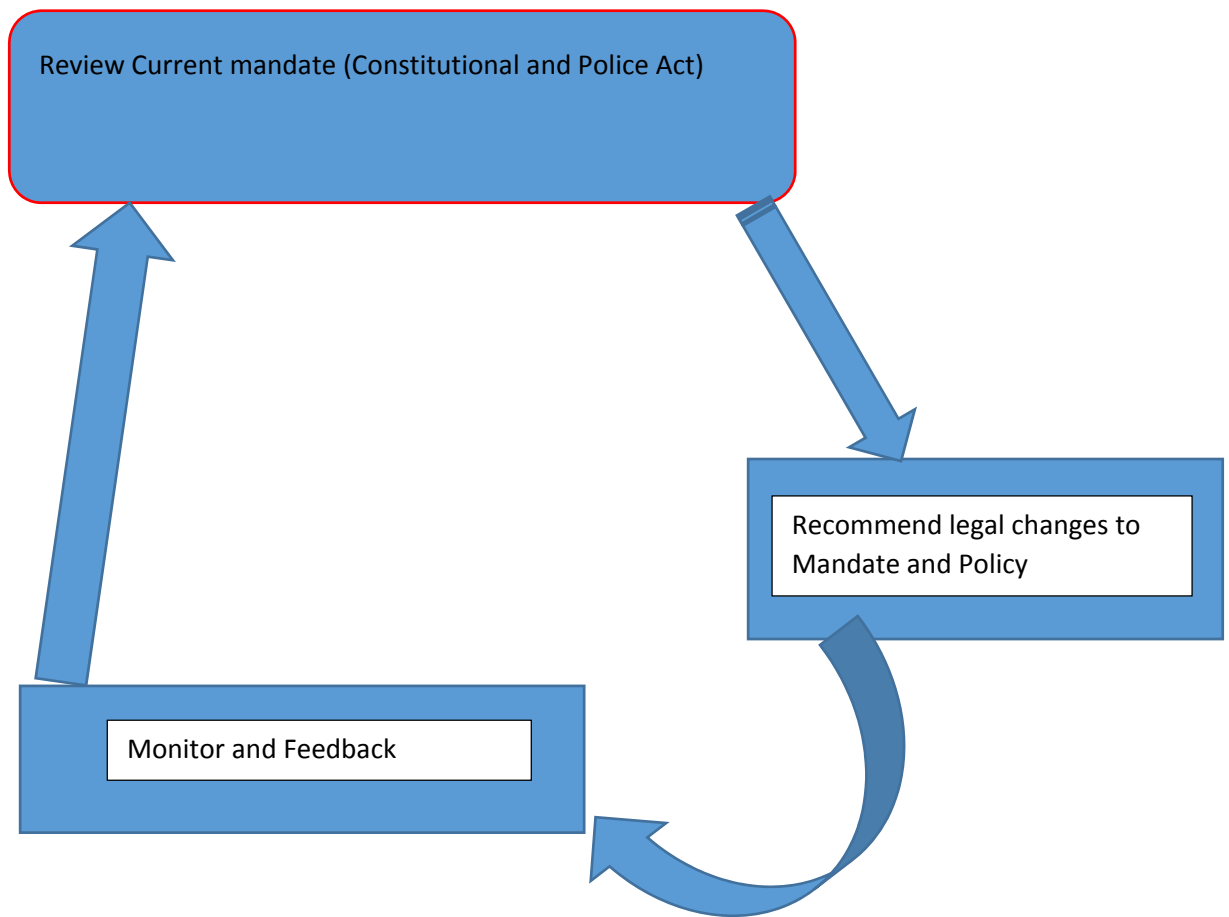 Review Current mandate (Constitutional and Police Act)
Recommend legal changes to
Mandate and Policy
Monitor and Feedback